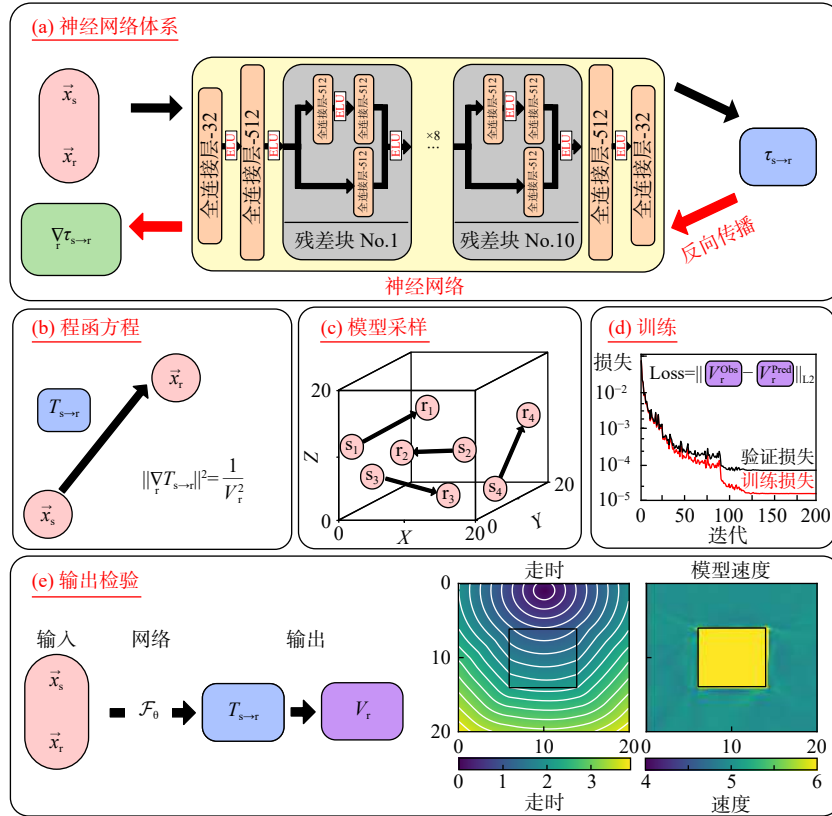 (a) 神经网络体系
x⃗s
x⃗r
∇r τs→r
全连接层-32
ELU
全连接层-512
ELU
全连接层-512
ELU
全连接层-512
全连接层-512
ELU
残差块 No.1
×8
...
全连接层-512
ELU
全连接层-512
全连接层-512
ELU
残差块 No.10
全连接层-512
ELU
全连接层-32
τs→r
反向传播
神经网络
(b) 程函方程
x⃗r
Ts→r
x⃗s
||∇r Ts→r||²=1/Vr²
(c) 模型采样
20
Z
0
s1
r1
r2
s2
s3
r3
r4
s4
0
X
20
0
Y
20
(d) 训练
损失
Loss=||Vr^Obs−Vr^Pred||L2
10⁻²
10⁻⁴
10⁻⁵
验证损失
训练损失
0 50 100 150 200
迭代
(e) 输出检验
输入 网络 输出
x⃗s
x⃗r
ℱθ
Ts→r
Vr
走时
0
10
20
0 10 20
0 1 2 3
走时
模型速度
0 10 20
4 5 6
速度